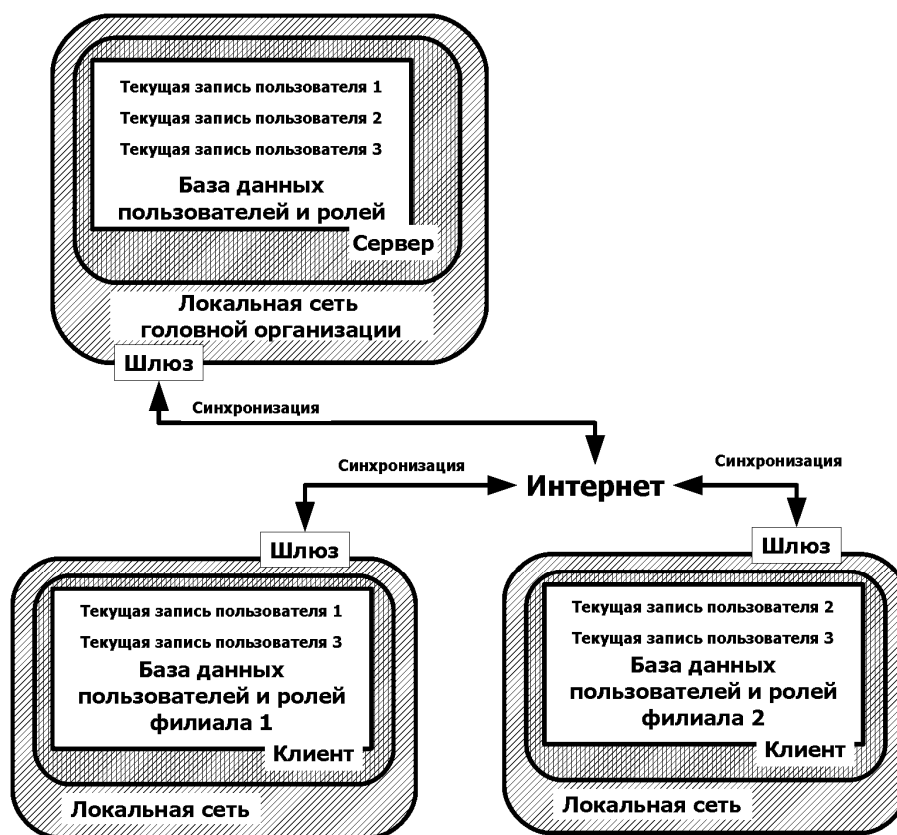 Текущая запись пользователя 1
Текущая запись пользователя 2
Текущая запись пользователя 3
База данных
пользователей и ролей
Сервер
Локальная сеть
головной организации
Шлюз
Синхронизация
Синхронизация
Синхронизация
Интернет
Шлюз
Текущая запись пользователя 1
Текущая запись пользователя 3
База данных
пользователей и ролей
филиала 1
Клиент
Локальная сеть
Шлюз
Текущая запись пользователя 2
Текущая запись пользователя 3
База данных
пользователей и ролей
филиала 2
Клиент
Локальная сеть